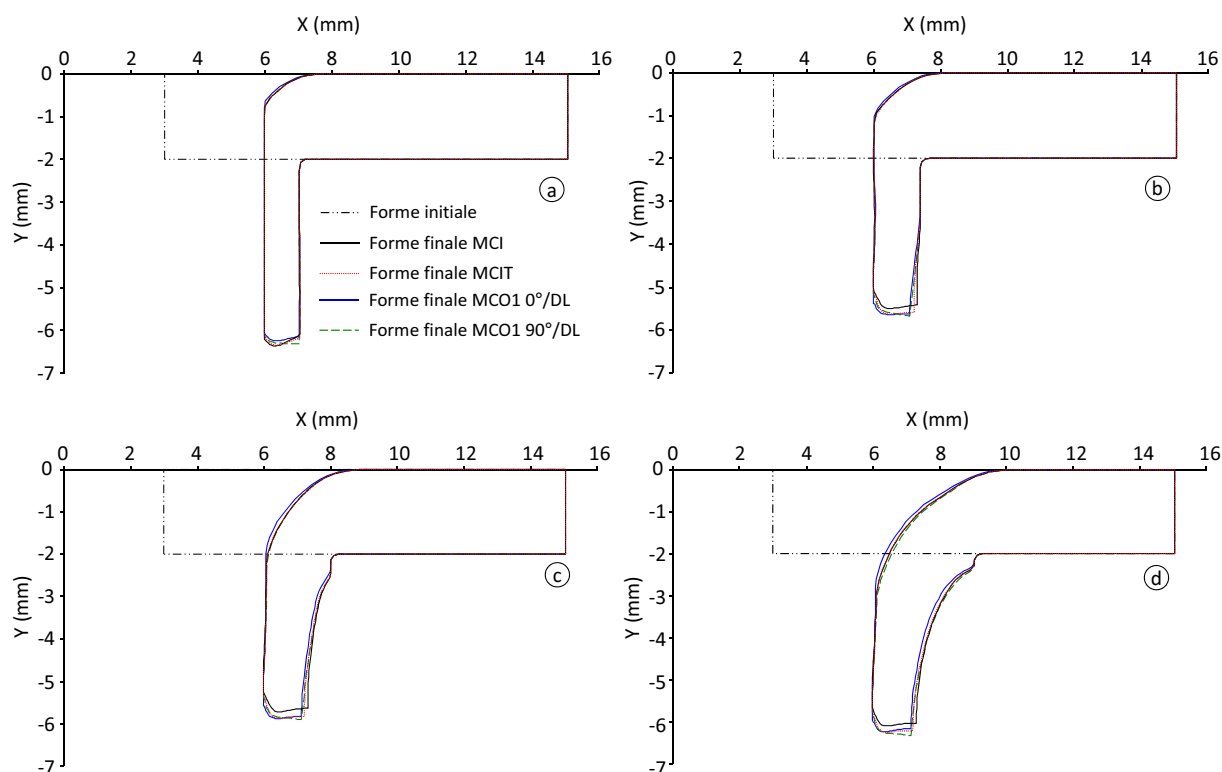 X (mm)
0 2 4 6 8 10 12 14 16
0
-1
-2
-3
-4
-5
-6
-7
Y (mm)
a
Forme initiale
Forme finale MCI
Forme finale MCIT
Forme finale MCO1 0°/DL
Forme finale MCO1 90°/DL
X (mm)
0 2 4 6 8 10 12 14 16
0
-1
-2
-3
-4
-5
-6
-7
Y (mm)
b
X (mm)
0 2 4 6 8 10 12 14 16
0
-1
-2
-3
-4
-5
-6
-7
Y (mm)
c
X (mm)
0 2 4 6 8 10 12 14 16
0
-1
-2
-3
-4
-5
-6
-7
Y (mm)
d